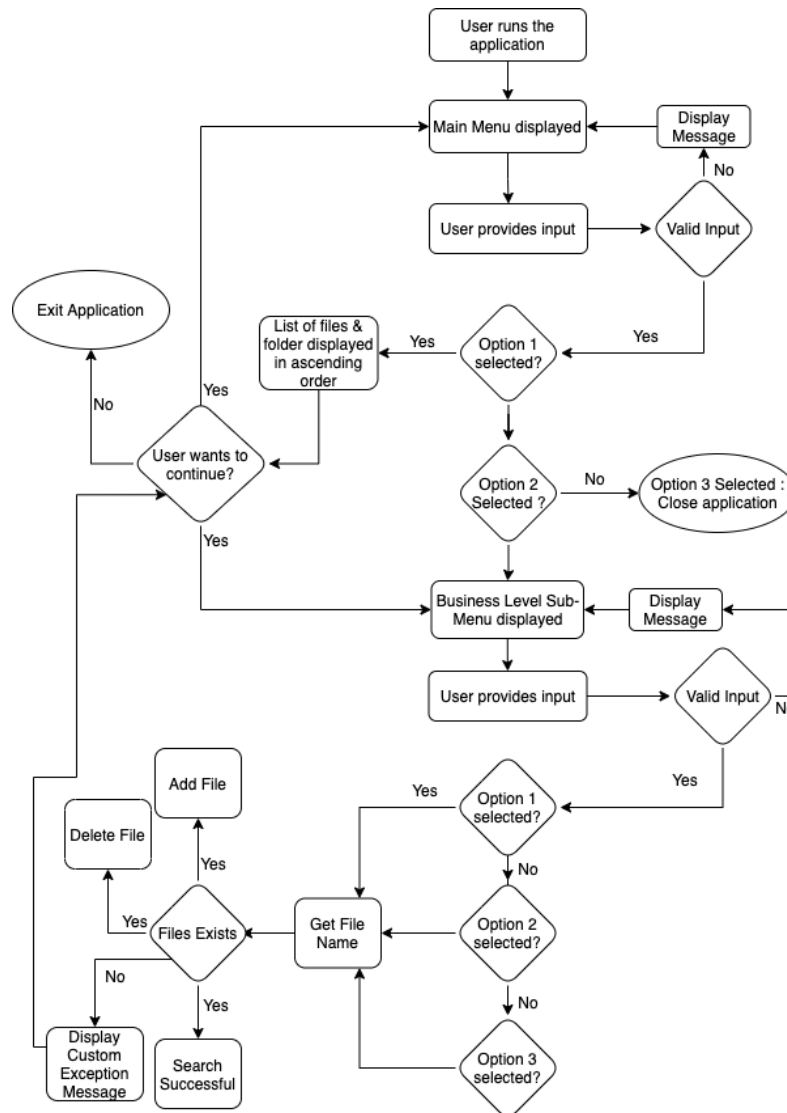 User runs the
application
Main Menu displayed
Display
Message
No
User provides input
Valid Input
Exit Application
List of files &
folder displayed
in ascending
order
Yes
Option 1
selected?
Yes
Yes
No
User wants to
continue?
Option 2
Selected ?
No
Option 3 Selected :
Close application
Yes
Business Level Sub-
Menu displayed
Display
Message
User provides input
Valid Input
Add File
Yes
Option 1
selected?
Yes
Delete File
Yes
No
Yes
Files Exists
Get File
Name
Option 2
selected?
No
Yes
No
Display
Custom
Exception
Message
Search
Successful
Option 3
selected?